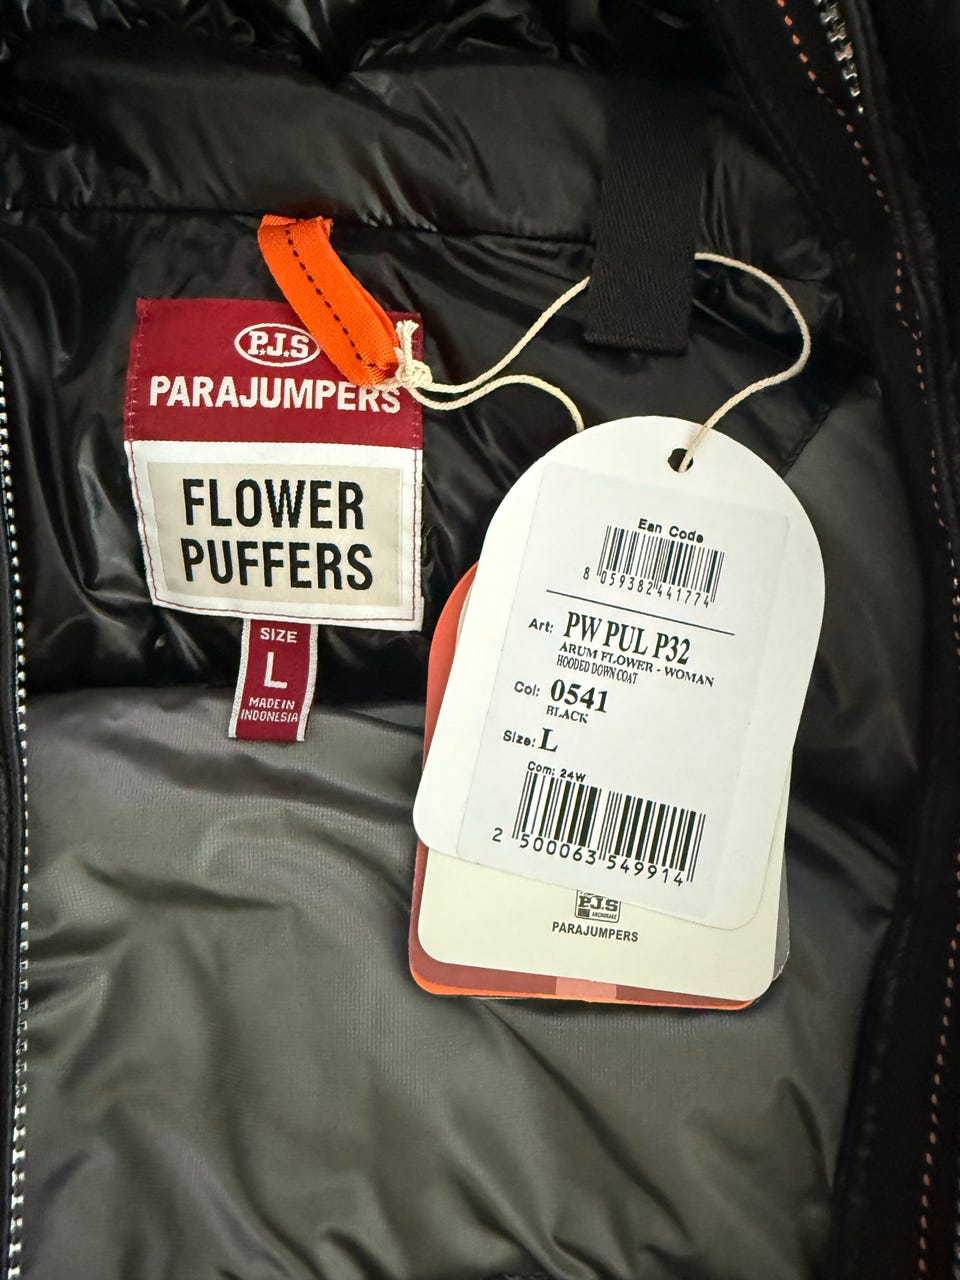 P.J.S
PARAJUMPERS
FLOWER
PUFFERS
SIZE
L
MADE IN
INDONESIA
Ean Code
8 059382 441774
Art: PW PUL P32
ARUM FLOWER - WOMAN
HOODED DOWN COAT
Col: 0541
BLACK
Size: L
Com: 24W
2 500063 549914
P.J.S
ANCHORAGE
PARAJUMPERS